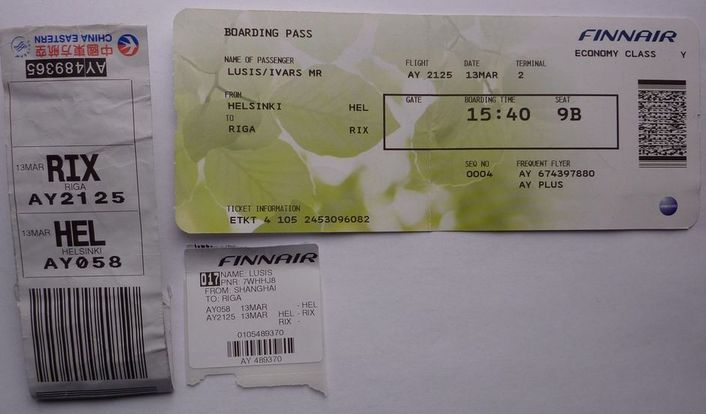 中國東方航空
CHINA EASTERN
AY489365
13MAR RIX
RIGA
AY2125
13MAR HEL
HELSINKI
AY058
BOARDING PASS
FINNAIR
ECONOMY CLASS Y
NAME OF PASSENGER
LUSIS/IVARS MR
FLIGHT DATE TERMINAL
AY 2125 13MAR 2
FROM
HELSINKI HEL
TO
RIGA RIX
GATE BOARDING TIME SEAT
15:40 9B
SEQ NO FREQUENT FLYER
0004 AY 674397880
AY PLUS
TICKET INFORMATION
ETKT 4 105 2453096082
FINNAIR
017 NAME: LUSIS
PNR: 7WHHJ8
FROM: SHANGHAI
TO: RIGA
AY058 13MAR - HEL
AY2125 13MAR HEL - RIX
RIX -
0105489370
AY 489370